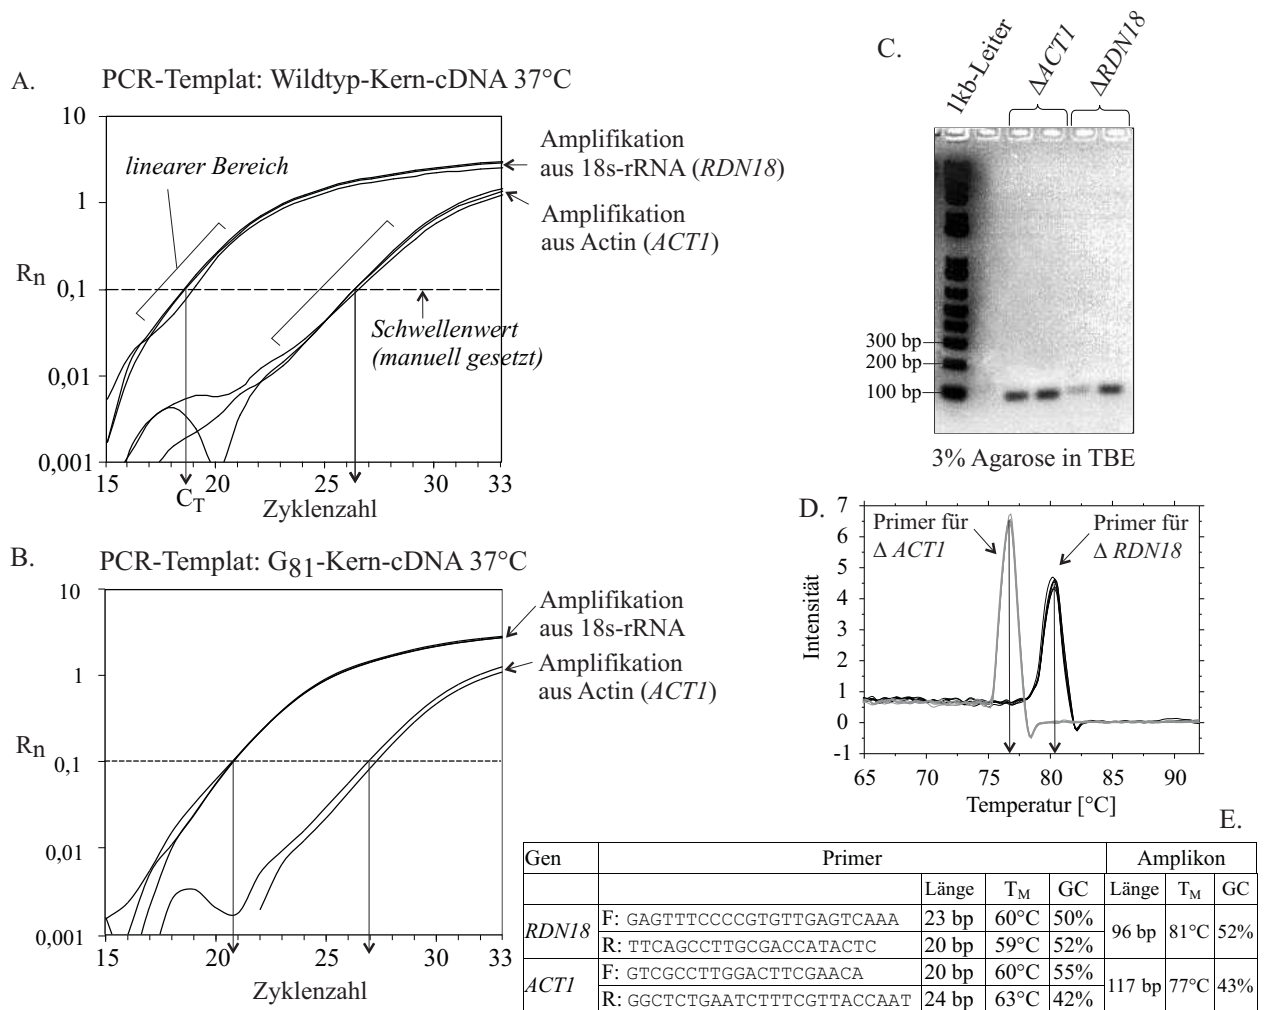 A. PCR-Templat: Wildtyp-Kern-cDNA 37°C
10
1
Rn
0,1
0,01
0,001
linearer Bereich
Schwellenwert
(manuell gesetzt)
Amplifikation
aus 18s-rRNA (RDN18)
Amplifikation
aus Actin (ACT1)
15 20 25 30 33
CT
Zyklenzahl
B. PCR-Templat: G81-Kern-cDNA 37°C
10
1
Rn
0,1
0,01
0,001
Amplifikation
aus 18s-rRNA
Amplifikation
aus Actin (ACT1)
15 20 25 30 33
Zyklenzahl
C.
1kb-Leiter
ΔACT1
ΔRDN18
300 bp
200 bp
100 bp
3% Agarose in TBE
D.
7
6
5
4
3
2
1
0
-1
Intensität
Primer für
Δ ACT1
Primer für
Δ RDN18
65 70 75 80 85 90
Temperatur [°C]
E.
Gen Primer Amplikon
Länge TM GC Länge TM GC
RDN18 F: GAGTTTCCCCGTGTTGAGTCAAA 23 bp 60°C 50% 96 bp 81°C 52%
R: TTCAGCCTTGCGACCATACTC 20 bp 59°C 52%
ACT1 F: GTCGCCTTGGACTTCGAACA 20 bp 60°C 55% 117 bp 77°C 43%
R: GGCTCTGAATCTTTCGTTACCAAT 24 bp 63°C 42%